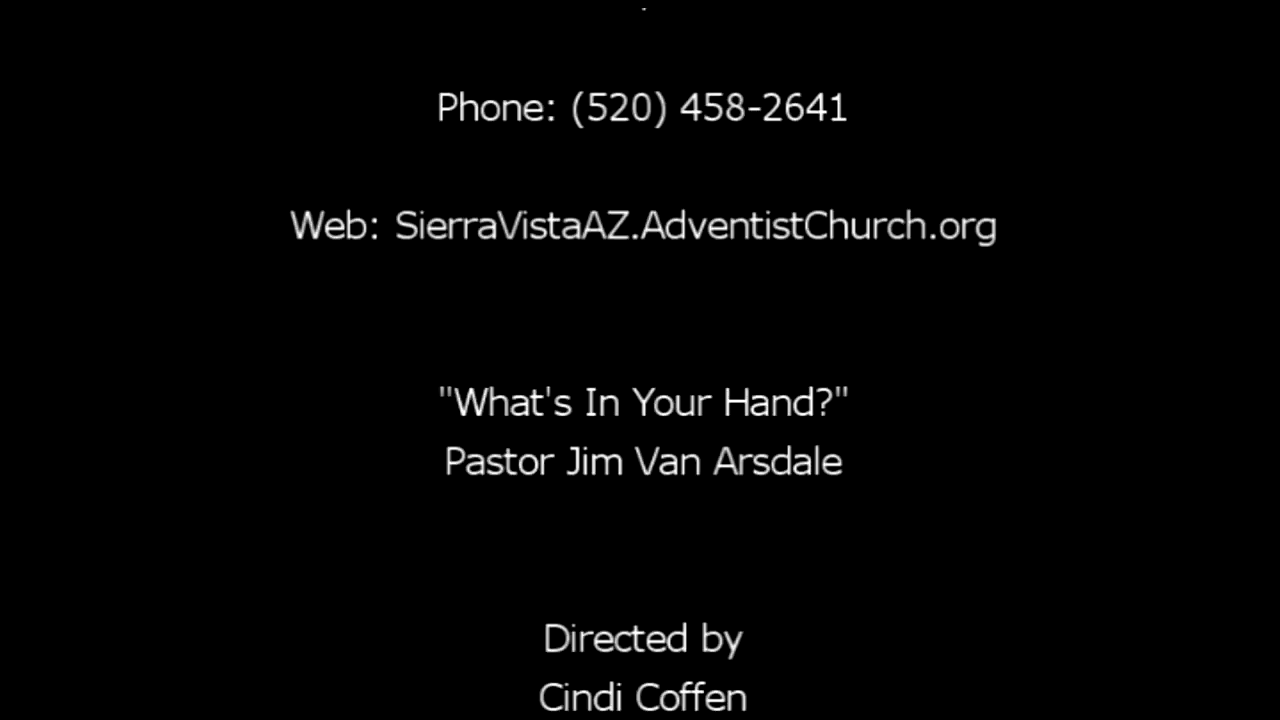 Phone: (520) 458-2641
Web: SierraVistaAZ.AdventistChurch.org
"What's In Your Hand?"
Pastor Jim Van Arsdale
Directed by
Cindi Coffen